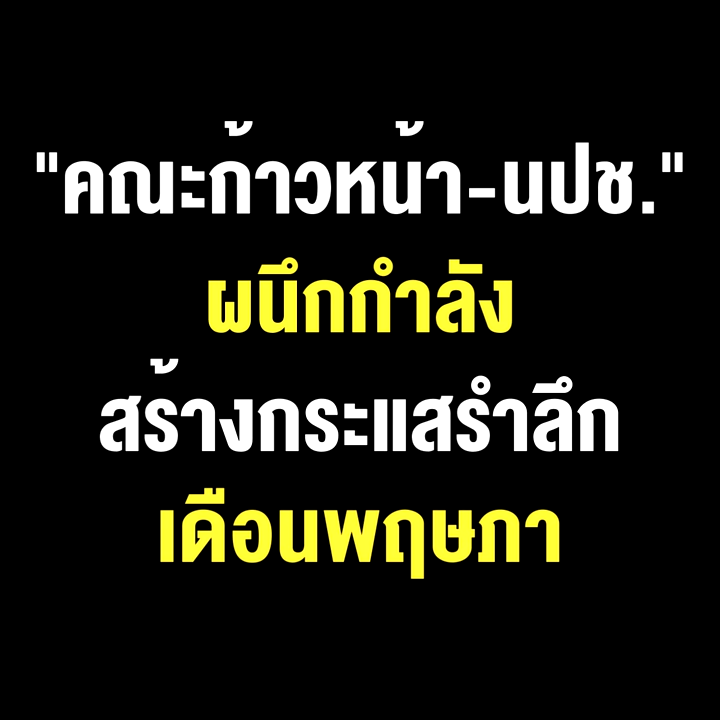 "คณะก้าวหน้า-นปช."
ผนึกกำลัง
สร้างกระแสรำลึก
เดือนพฤษภา